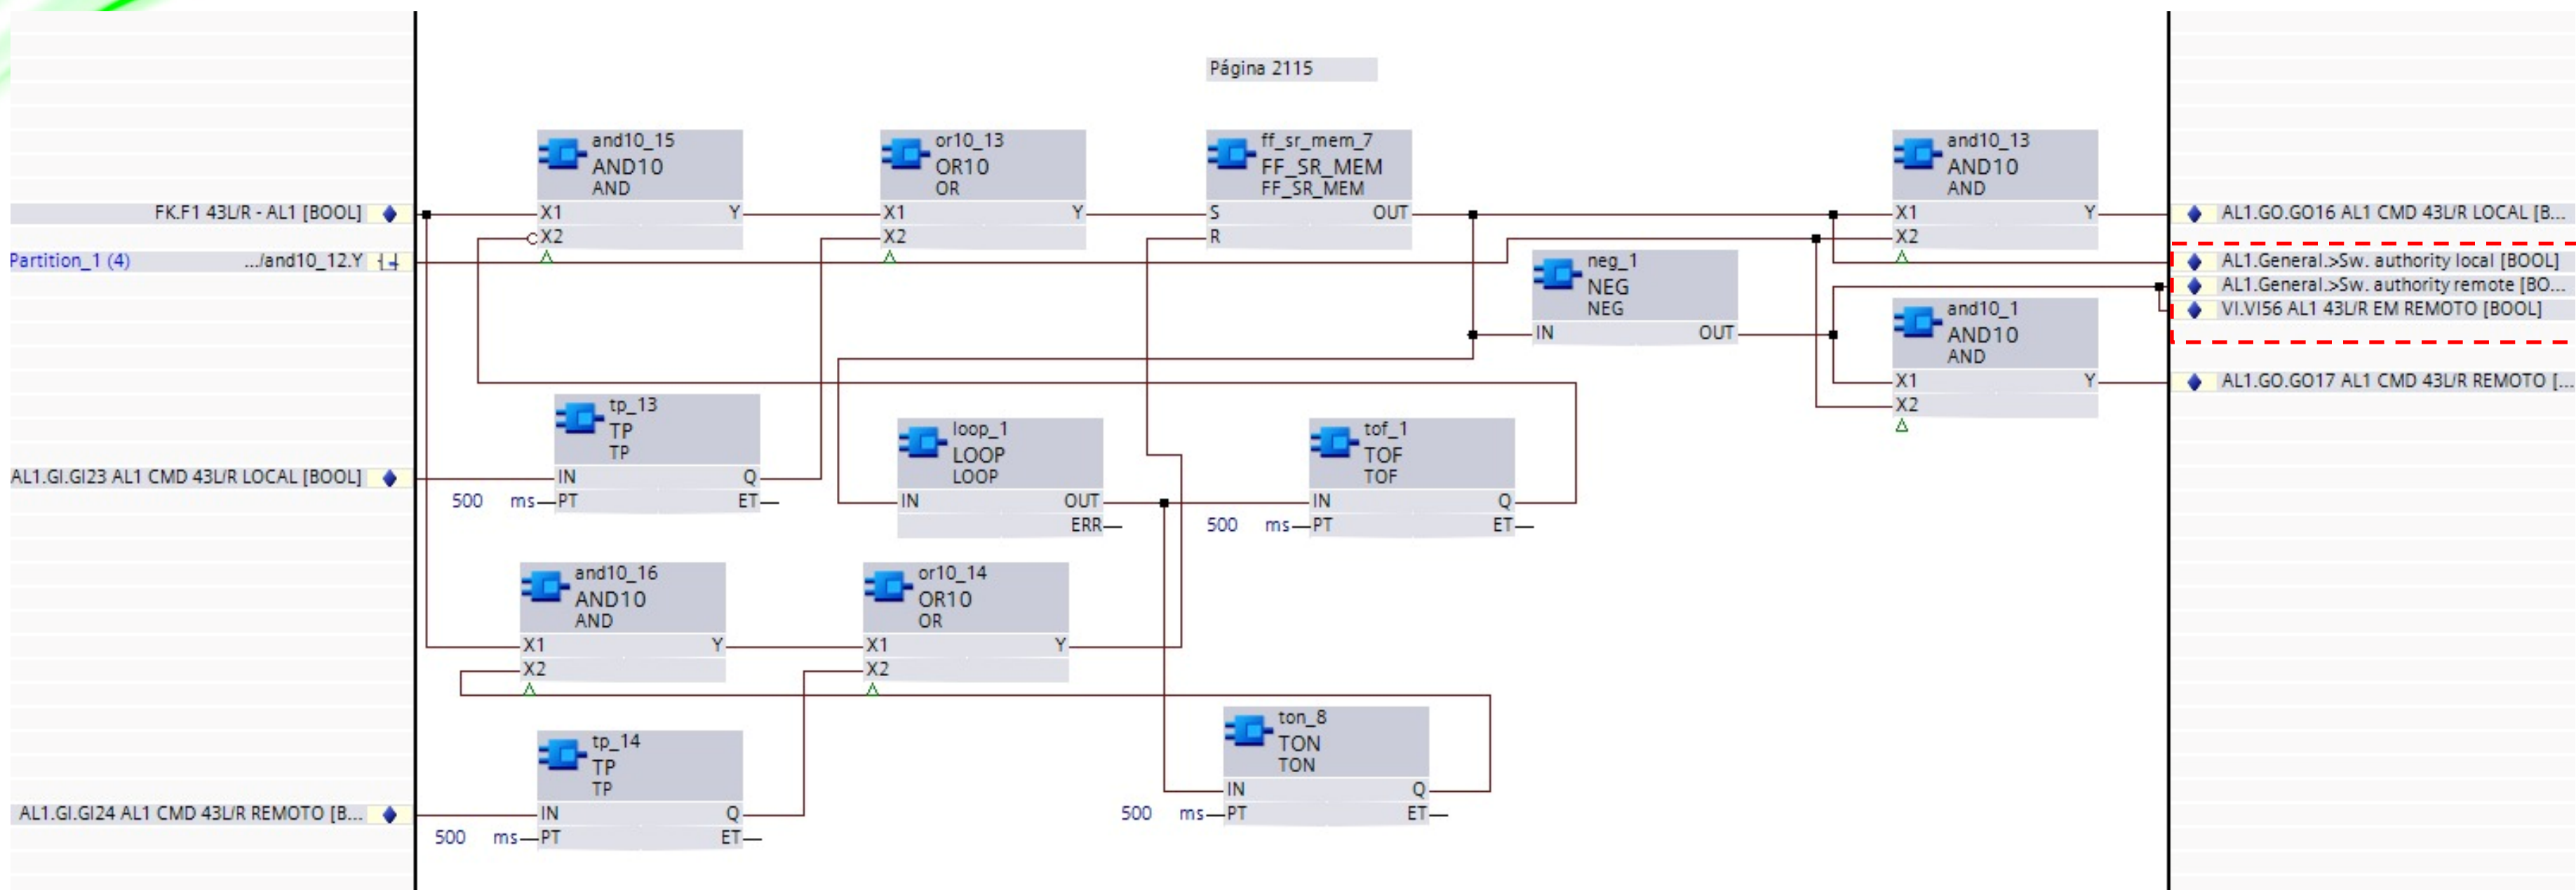 Página 2115
and10_15
AND10
AND
X1 Y
X2
or10_13
OR10
OR
X1 Y
X2
ff_sr_mem_7
FF_SR_MEM
FF_SR_MEM
S OUT
R
and10_13
AND10
AND
X1 Y
X2
FK.F1 43L/R - AL1 [BOOL]
Partition_1 (4) .../and10_12.Y
neg_1
NEG
NEG
IN OUT
AL1.GO.GO16 AL1 CMD 43L/R LOCAL [B...
AL1.General.>Sw. authority local [BOOL]
AL1.General.>Sw. authority remote [BO...
VI.VI56 AL1 43L/R EM REMOTO [BOOL]
and10_1
AND10
AND
X1 Y
X2
AL1.GO.GO17 AL1 CMD 43L/R REMOTO [...
tp_13
TP
TP
IN Q
500 ms PT ET
AL1.GI.GI23 AL1 CMD 43L/R LOCAL [BOOL]
loop_1
LOOP
LOOP
IN OUT
ERR
tof_1
TOF
TOF
IN Q
500 ms PT ET
and10_16
AND10
AND
X1 Y
X2
or10_14
OR10
OR
X1 Y
X2
ton_8
TON
TON
IN Q
500 ms PT ET
tp_14
TP
TP
IN Q
500 ms PT ET
AL1.GI.GI24 AL1 CMD 43L/R REMOTO [B...